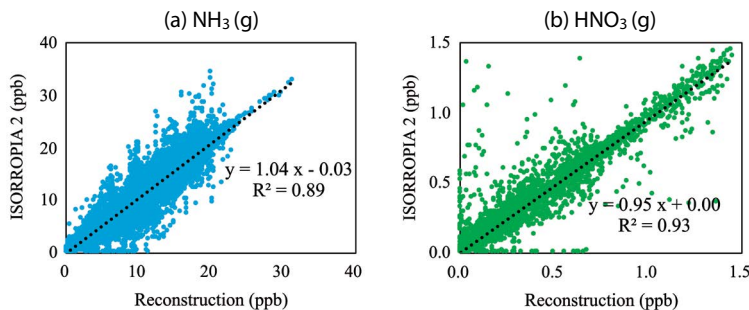 (a) NH₃ (g)
ISORROPIA 2 (ppb)
40
30
20
10
0
y = 1.04 x - 0.03
R² = 0.89
0 10 20 30 40
Reconstruction (ppb)
(b) HNO₃ (g)
ISORROPIA 2 (ppb)
1.5
1.0
0.5
0.0
y = 0.95 x + 0.00
R² = 0.93
0.0 0.5 1.0 1.5
Reconstruction (ppb)